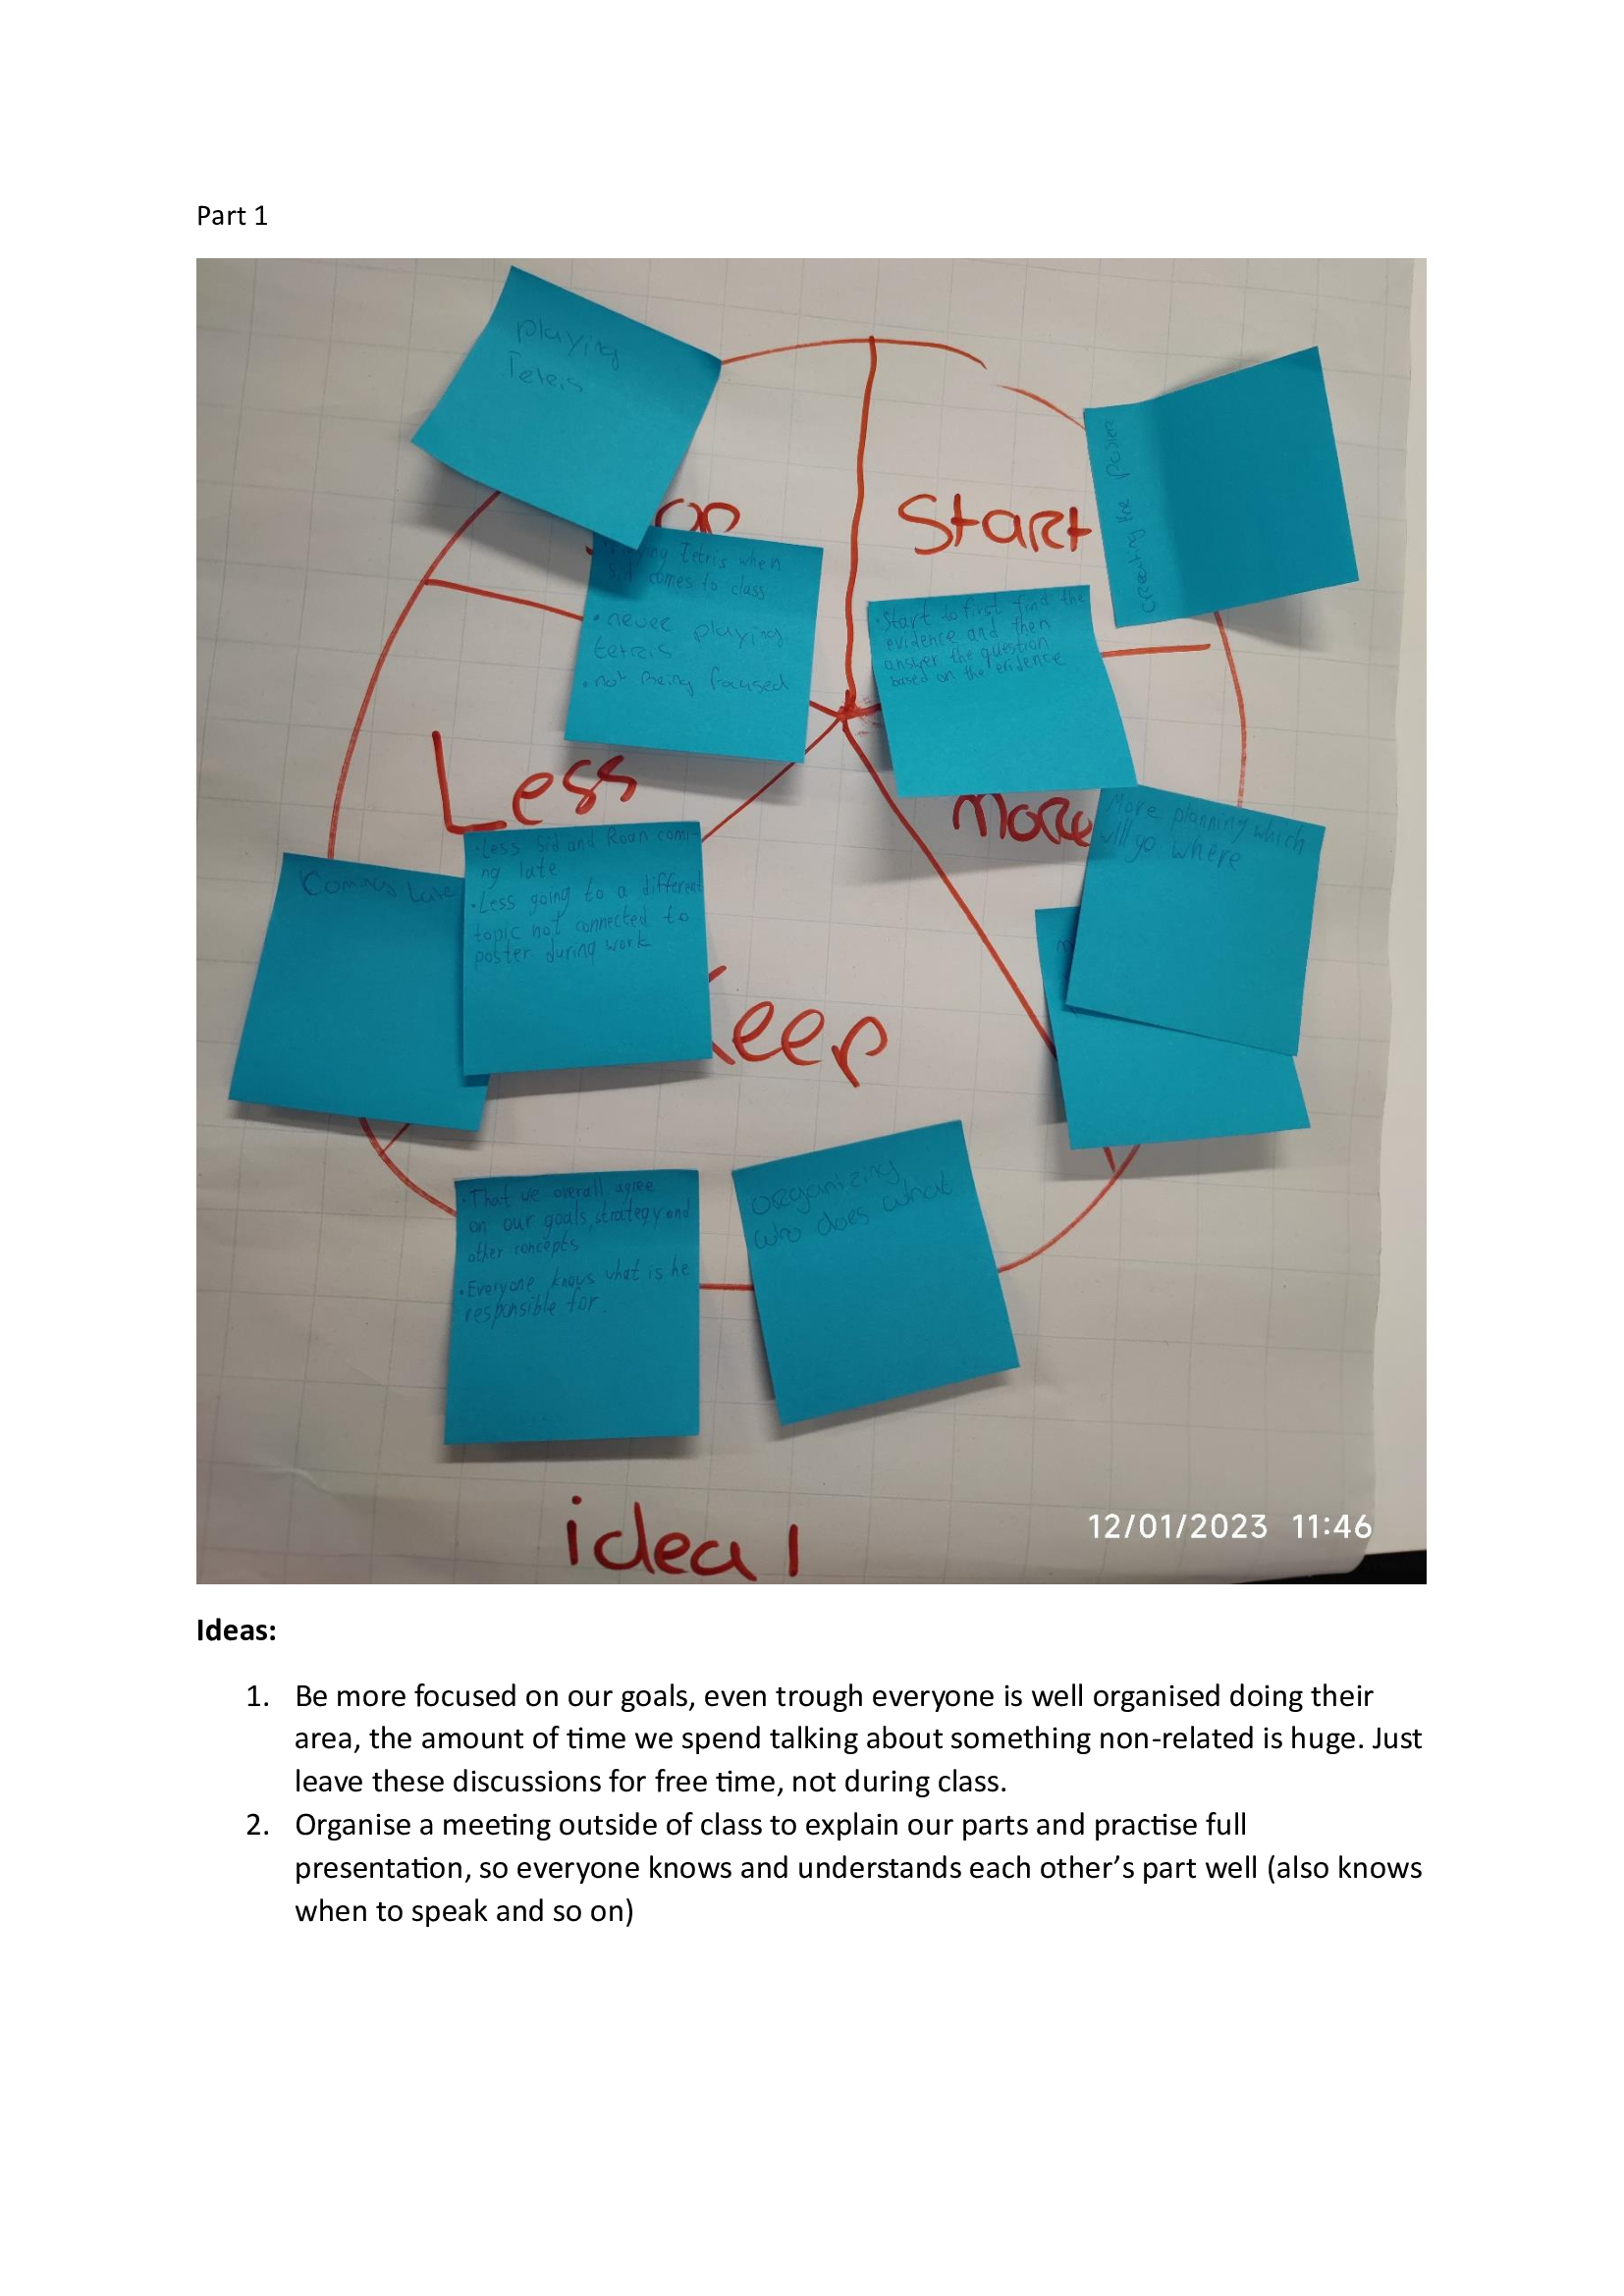 Part 1
playing
Tetris
Start
creating the poster
playing Tetris when
Sid comes to class
• never playing
tetris
• not Being focused
• Start to first find the
evidence and then
answer the question
based on the evidence
Less
More
More planning which
will go where
Coming Late
• Less Sid and Roan comi-
ng late
• Less going to a different
topic not connected to
poster during work
Keep
• That we overall agree
on our goals, strategy and
other concepts
• Everyone knows what is he
responsible for.
organizing
who does what
ideal
12/01/2023 11:46
Ideas:
1. Be more focused on our goals, even trough everyone is well organised doing their
area, the amount of time we spend talking about something non-related is huge. Just
leave these discussions for free time, not during class.
2. Organise a meeting outside of class to explain our parts and practise full
presentation, so everyone knows and understands each other's part well (also knows
when to speak and so on)